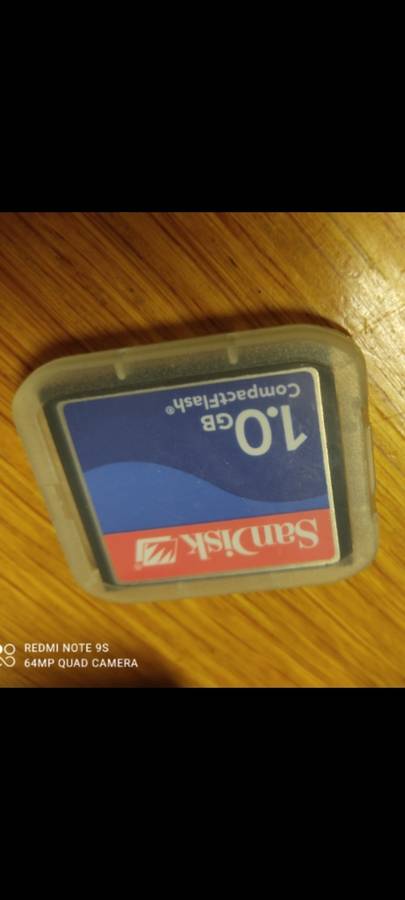 SanDisk
1.0GB
CompactFlash®
REDMI NOTE 9S
64MP QUAD CAMERA